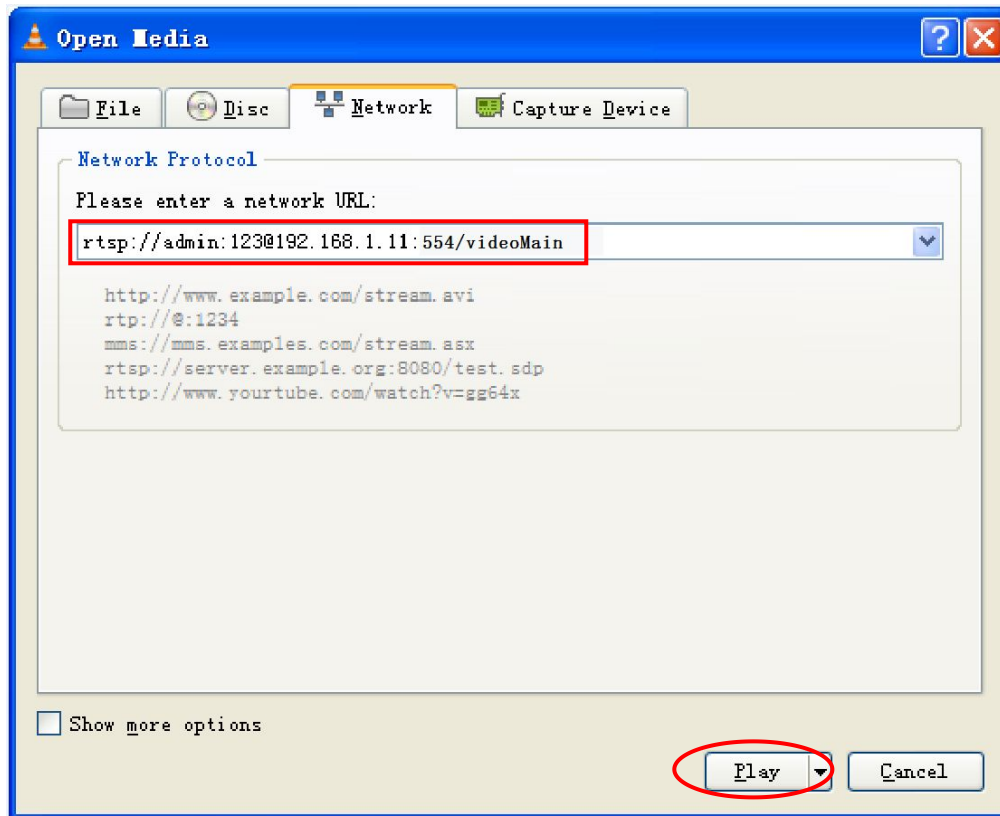 Open Media
File Disc Network Capture Device
Network Protocol
Please enter a network URL:
rtsp://admin:123@192.168.1.11:554/videoMain
http://www.example.com/stream.avi
rtp://@:1234
mms://mms.examples.com/stream.asx
rtsp://server.example.org:8080/test.sdp
http://www.yourtube.com/watch?v=gg64x
Show more options
Play Cancel